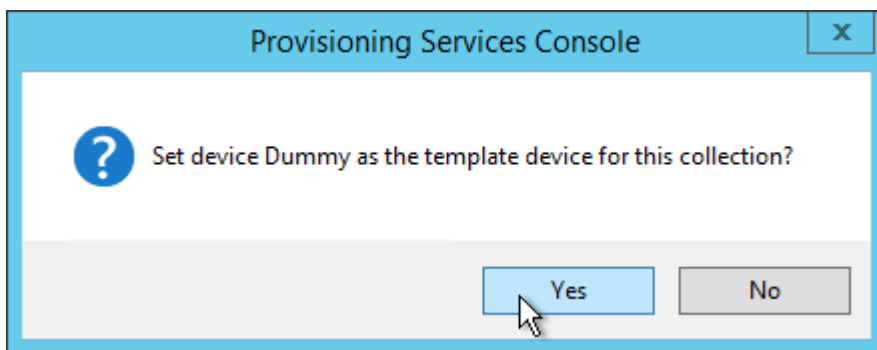 Provisioning Services Console
x
?
Set device Dummy as the template device for this collection?
Yes
No